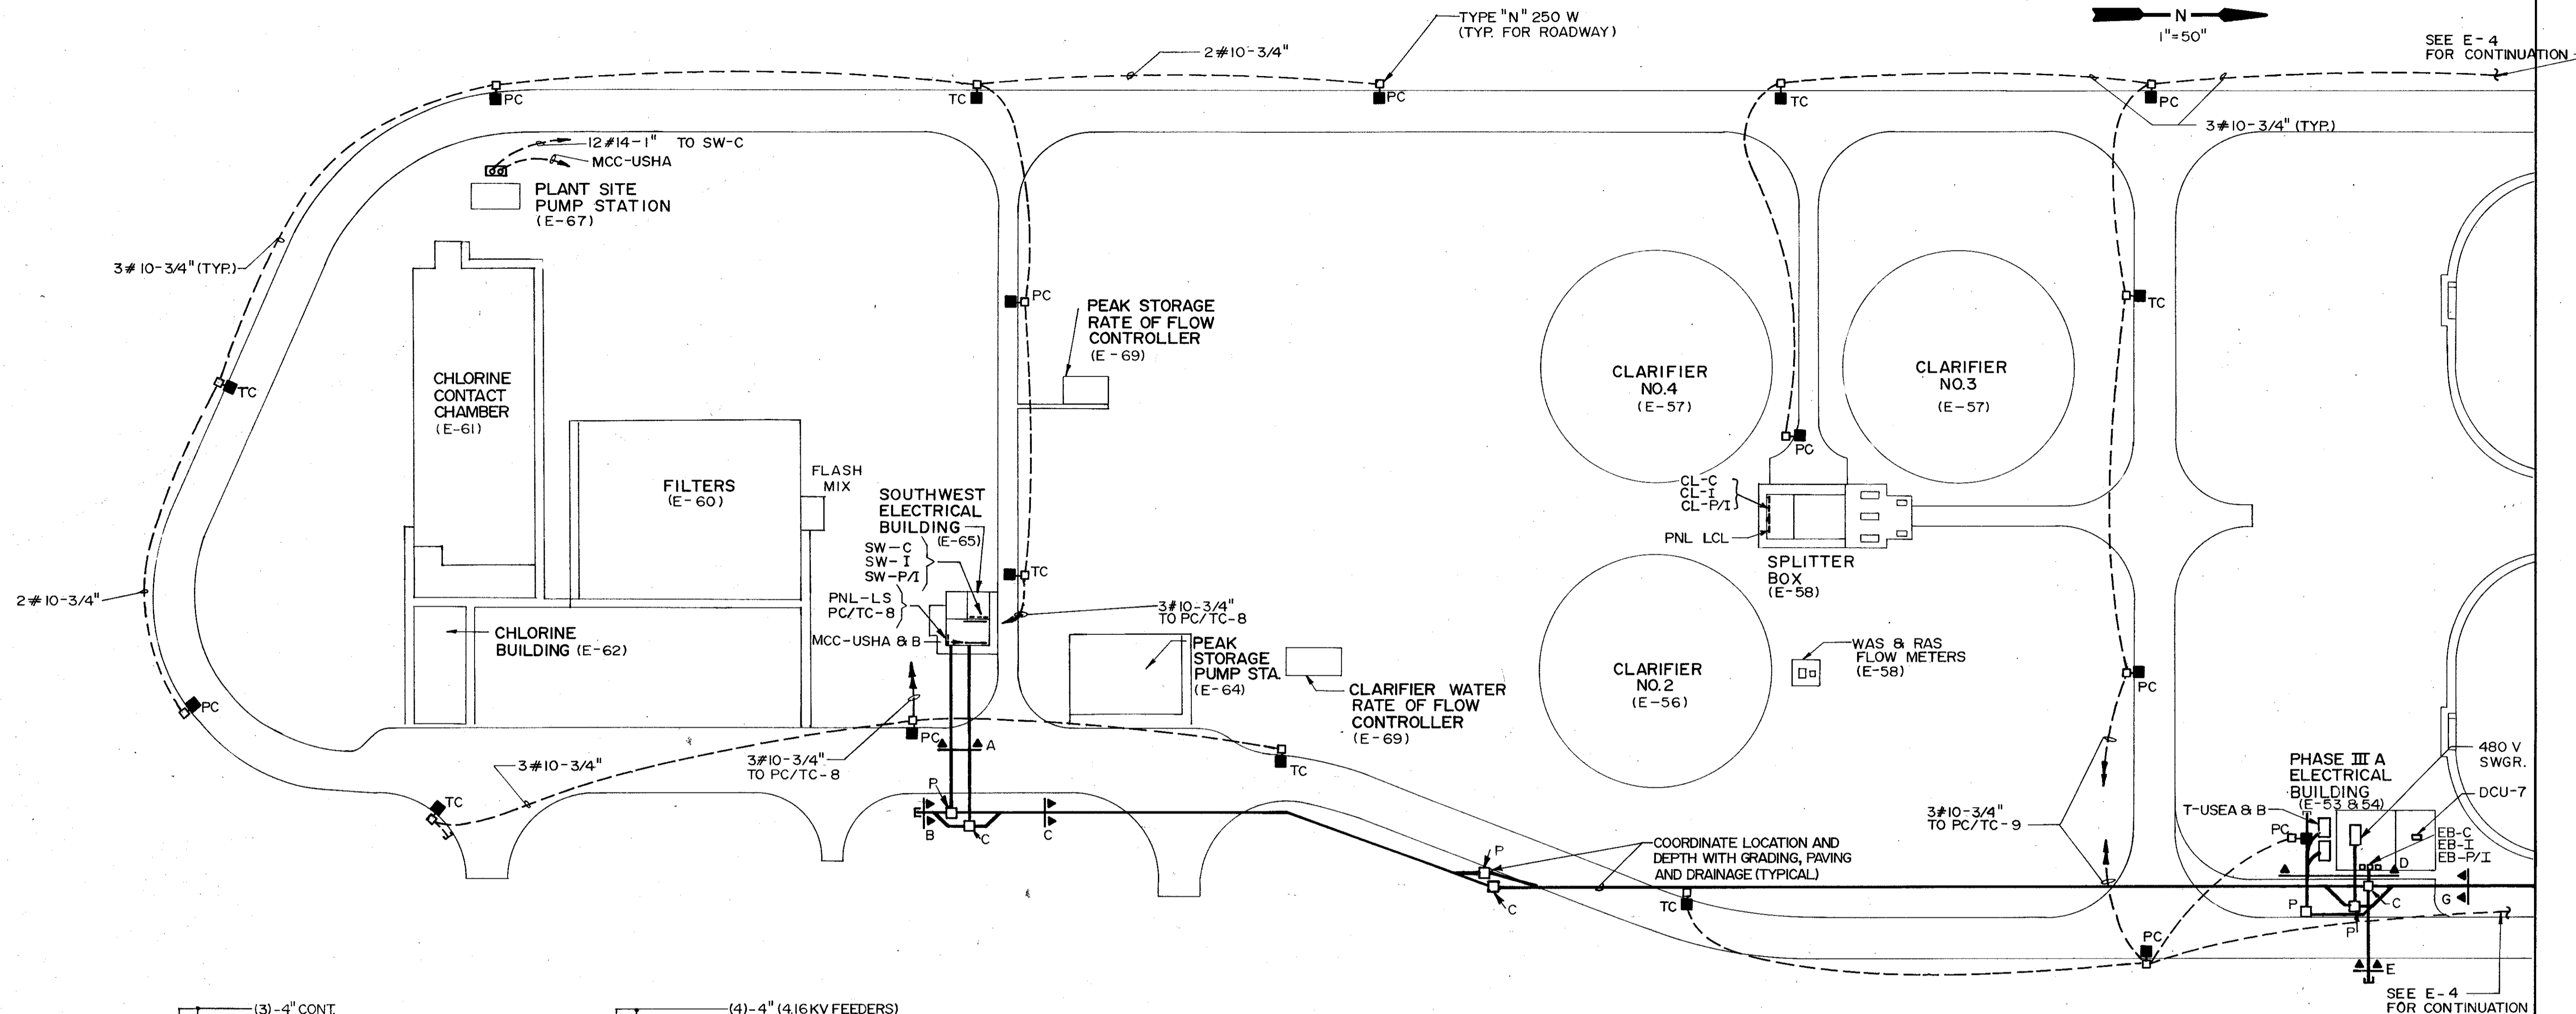 TYPE "N" 250 W
(TYP. FOR ROADWAY)
N
1"=50"
SEE E-4
FOR CONTINUATION
2#10-3/4"
PC
TC
PC
TC
PC
3#10-3/4" (TYP.)
12#14-1" TO SW-C
MCC-USHA
PLANT SITE
PUMP STATION
(E-67)
3#10-3/4" (TYP.)
PC
TC
PEAK STORAGE
RATE OF FLOW
CONTROLLER
(E-69)
TC
CHLORINE
CONTACT
CHAMBER
(E-61)
CLARIFIER
NO.4
(E-57)
CLARIFIER
NO.3
(E-57)
PC
FILTERS
(E-60)
FLASH
MIX
SOUTHWEST
ELECTRICAL
BUILDING
(E-65)
SW-C
SW-I
SW-P/I
PNL-LS
PC/TC-8
MCC-USHA & B
CL-C
CL-I
CL-P/I
PNL LCL
SPLITTER
BOX
(E-58)
TC
2#10-3/4"
3#10-3/4"
TO PC/TC-8
CHLORINE
BUILDING (E-62)
PEAK
STORAGE
PUMP STA.
(E-64)
CLARIFIER WATER
RATE OF FLOW
CONTROLLER
(E-69)
CLARIFIER
NO.2
(E-56)
WAS & RAS
FLOW METERS
(E-58)
PC
PC
PC
A
3#10-3/4"
3#10-3/4"
TO PC/TC-8
TC
TC
P
B
C
C
480 V
SWGR.
PHASE III A
ELECTRICAL
BUILDING
(E-53 & 54)
DCU-7
T-USEA & B
PC
EB-C
EB-I
EB-P/I
3#10-3/4"
TO PC/TC-9
COORDINATE LOCATION AND
DEPTH WITH GRADING, PAVING
AND DRAINAGE (TYPICAL)
P
C
TC
D
P
C
G
P
PC
E
SEE E-4
FOR CONTINUATION
(3)-4" CONT.
(4)-4" (4.16KV FEEDERS)